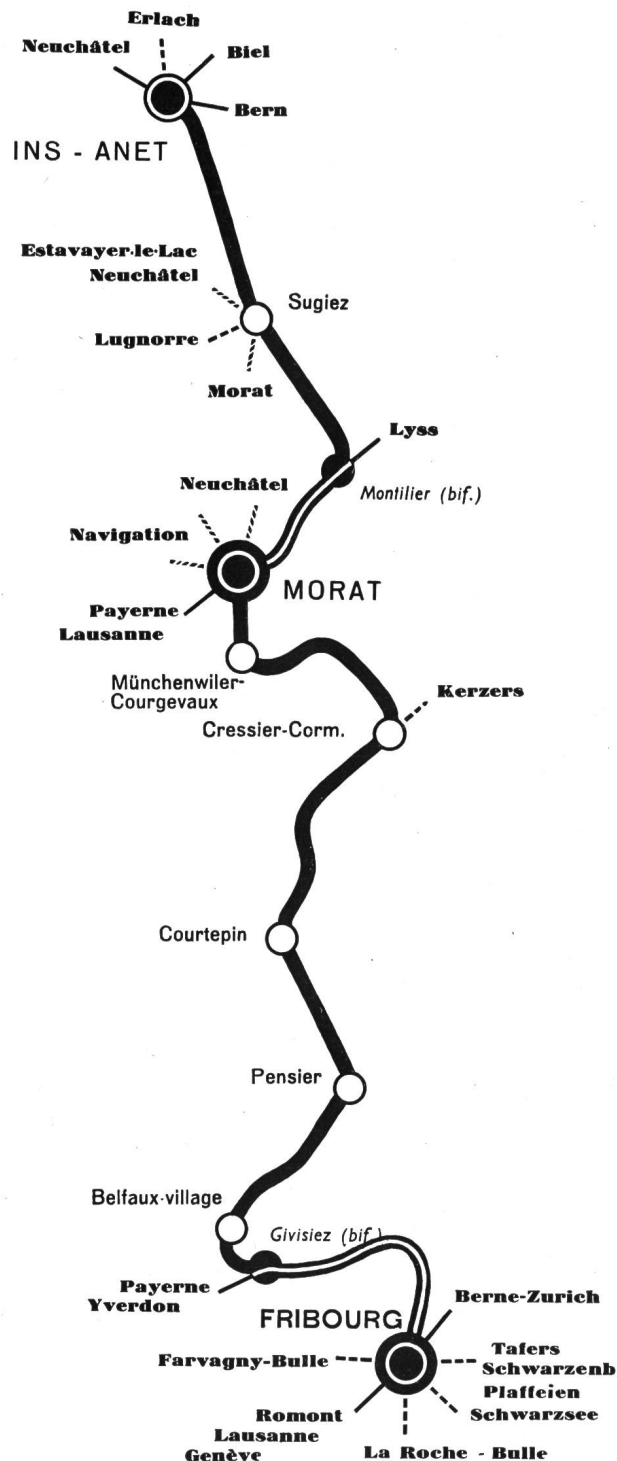 Erlach
Neuchâtel
Biel
Bern
INS - ANET
Estavayer-le-Lac
Neuchâtel
Sugiez
Lugnorre
Morat
Lyss
Neuchâtel
Montilier (bif.)
Navigation
MORAT
Payerne
Lausanne
Münchenwiler-
Courgevaux
Kerzers
Cressier-Corm.
Courtepin
Pensier
Belfaux-village
Givisiez (bif.)
Payerne
Yverdon
Berne-Zurich
FRIBOURG
Farvagny-Bulle
Tafers
Schwarzenb
Plaffeien
Schwarzsee
Romont
Lausanne
Genève
La Roche - Bulle